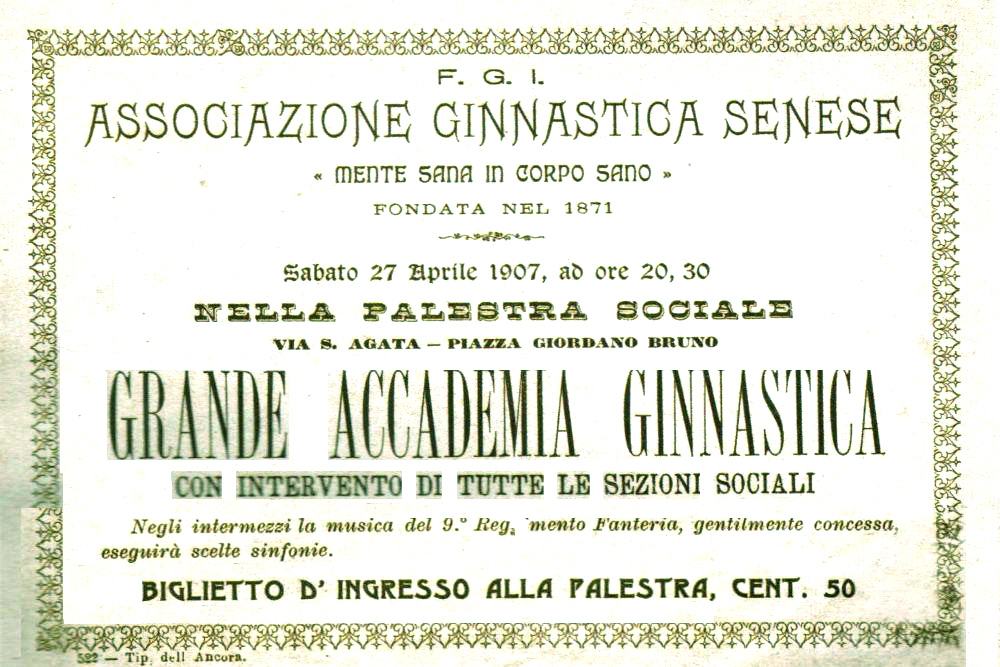 F. G. I.
ASSOCIAZIONE GINNASTICA SENESE
« MENTE SANA IN CORPO SANO »
FONDATA NEL 1871
Sabato 27 Aprile 1907, ad ore 20,30
NELLA PALESTRA SOCIALE
VIA S. AGATA — PIAZZA GIORDANO BRUNO
GRANDE ACCADEMIA GINNASTICA
CON INTERVENTO DI TUTTE LE SEZIONI SOCIALI
Negli intermezzi la musica del 9.º Reg. mento Fanteria, gentilmente concessa,
eseguirà scelte sinfonie.
BIGLIETTO D' INGRESSO ALLA PALESTRA, CENT. 50
522 — Tip. dell Ancora.